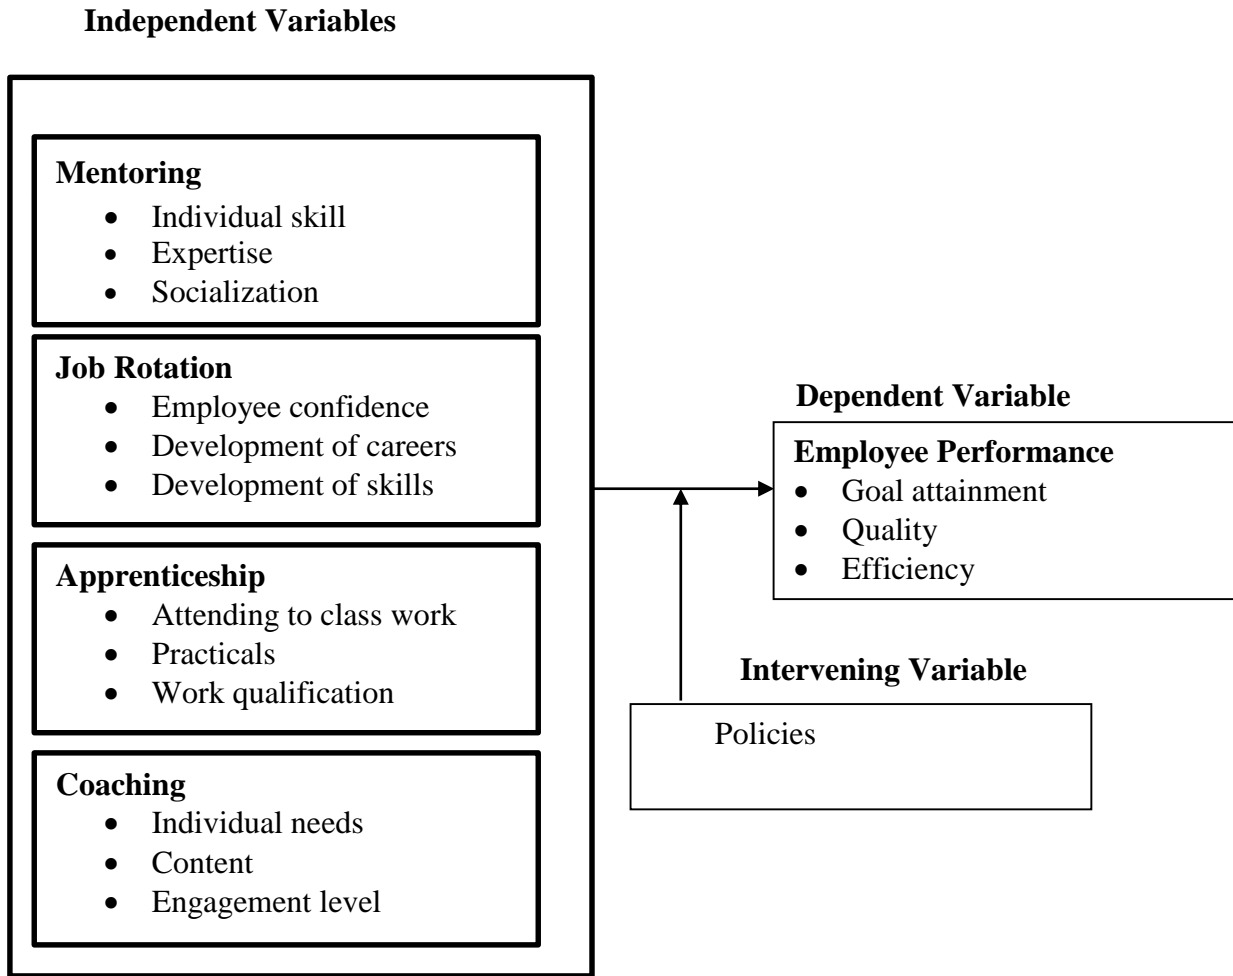 Independent Variables
Mentoring
• Individual skill
• Expertise
• Socialization
Job Rotation
• Employee confidence
• Development of careers
• Development of skills
Apprenticeship
• Attending to class work
• Practicals
• Work qualification
Coaching
• Individual needs
• Content
• Engagement level
Dependent Variable
Employee Performance
• Goal attainment
• Quality
• Efficiency
Intervening Variable
Policies